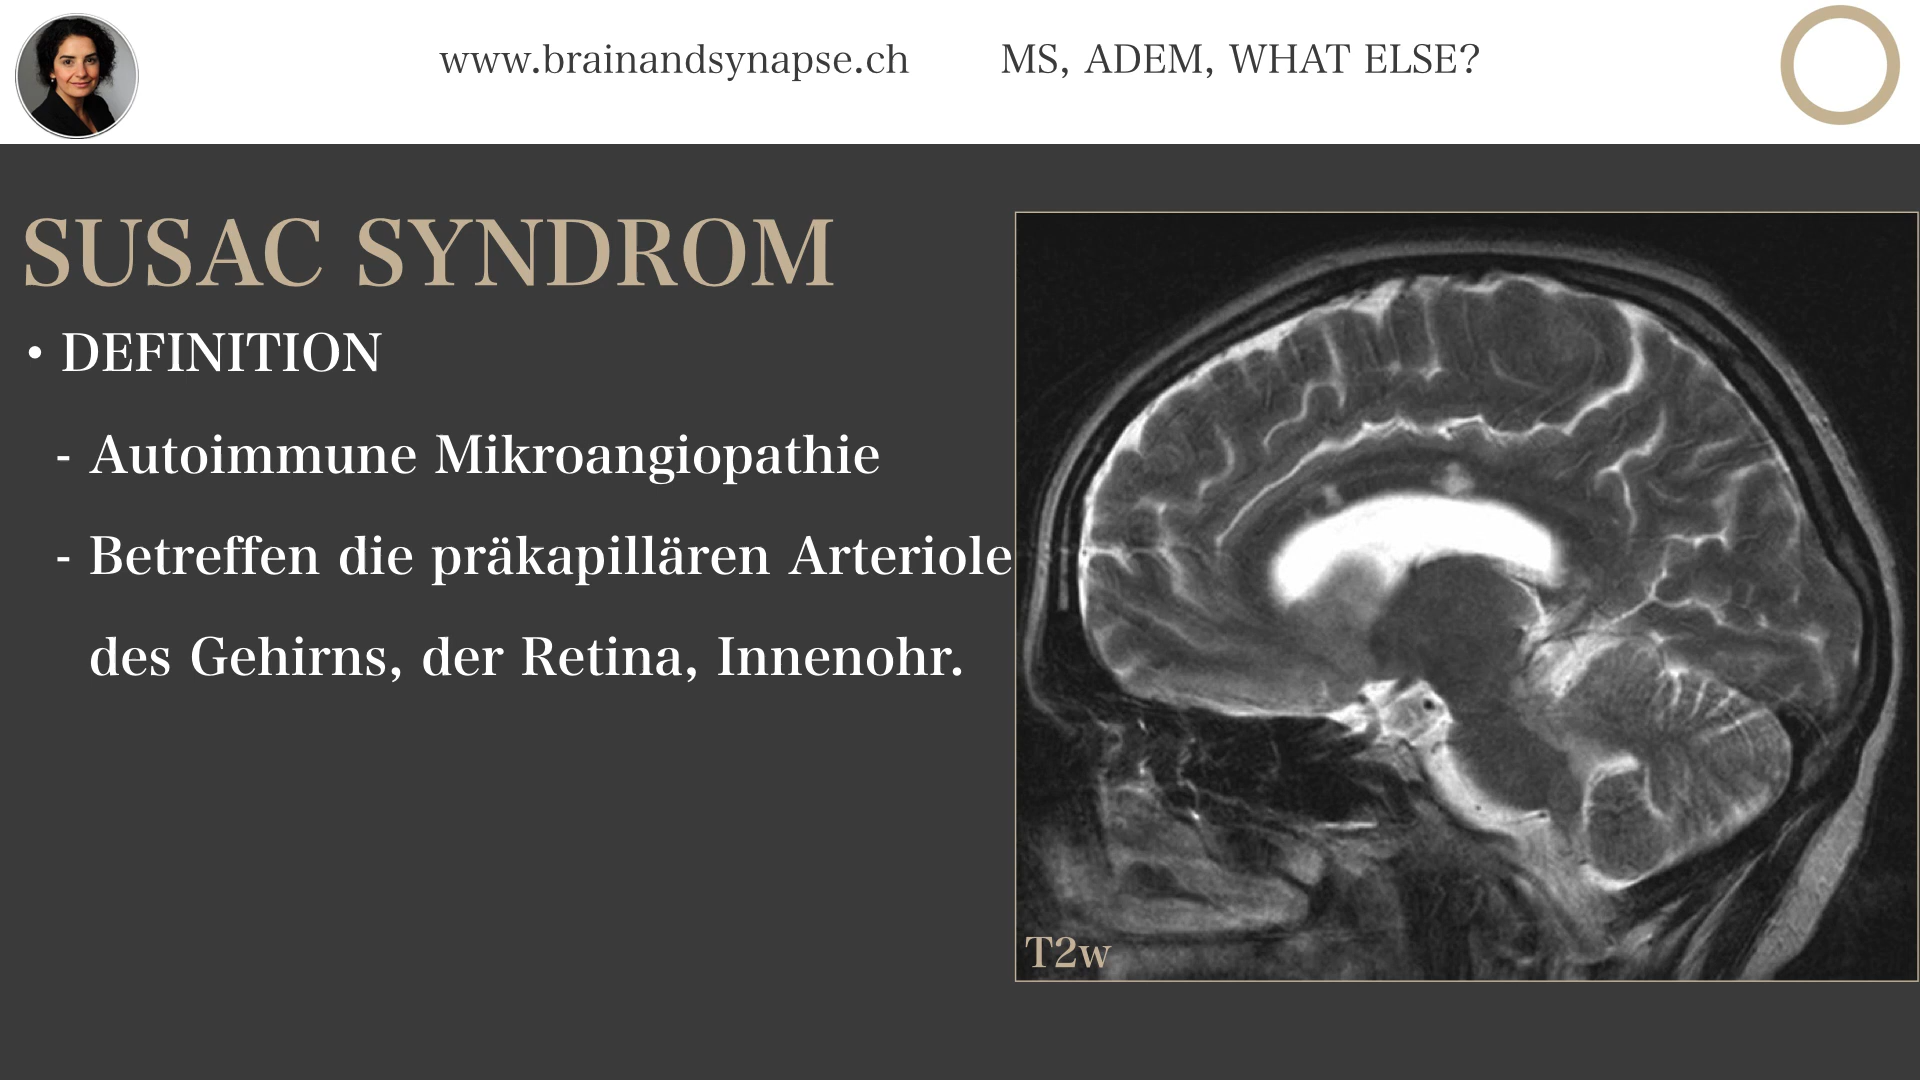 www.brainandsynapse.ch MS, ADEM, WHAT ELSE?
SUSAC SYNDROM
• DEFINITION
- Autoimmune Mikroangiopathie
- Betreffen die präkapillären Arteriole
des Gehirns, der Retina, Innenohr.
T2w